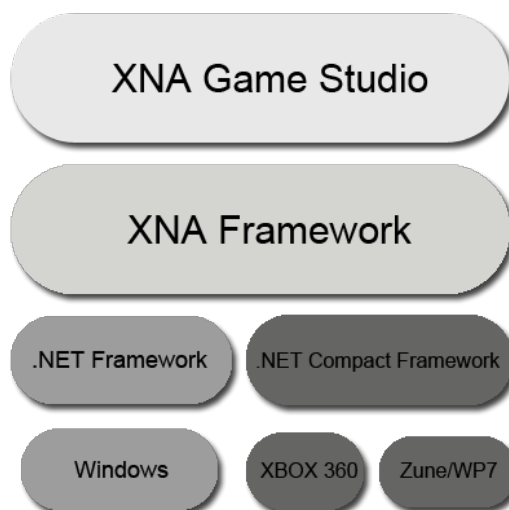 XNA Game Studio
XNA Framework
.NET Framework
.NET Compact Framework
Windows
XBOX 360
Zune/WP7